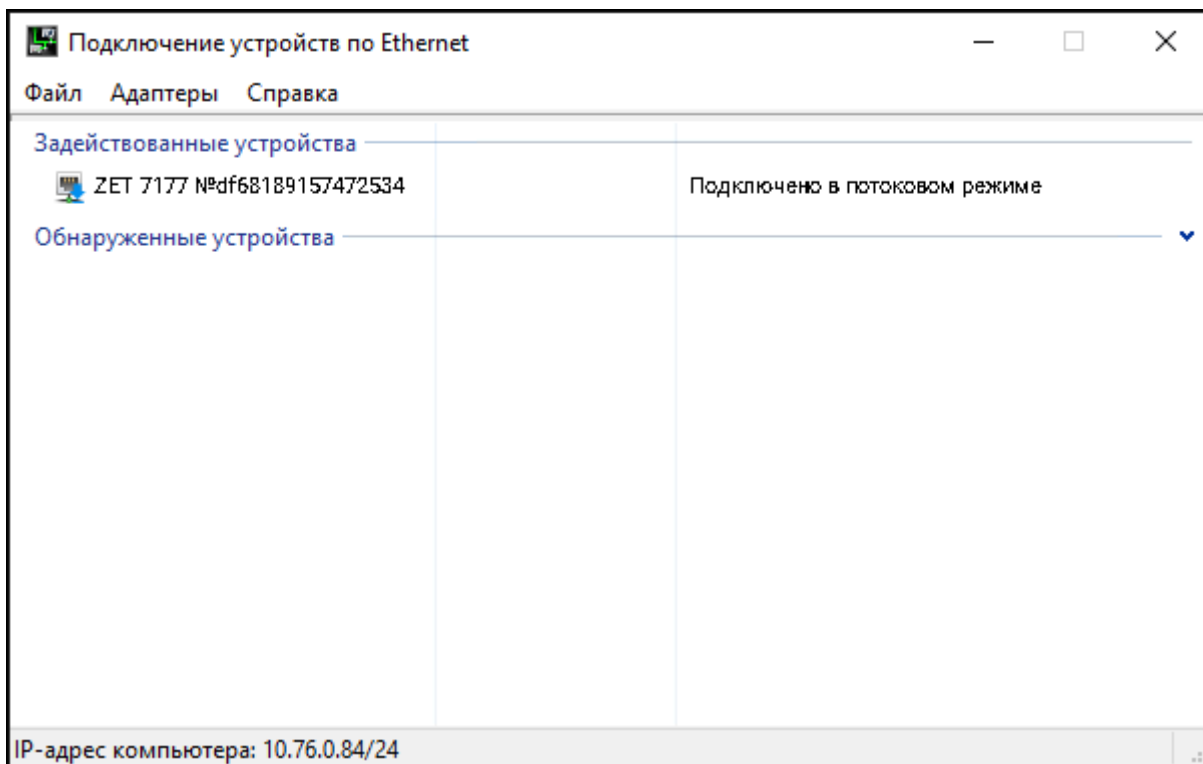 Подключение устройств по Ethernet
Файл Адаптеры Справка
Задействованные устройства
ZET 7177 №df68189157472534 Подключено в потоковом режиме
Обнаруженные устройства
IP-адрес компьютера: 10.76.0.84/24